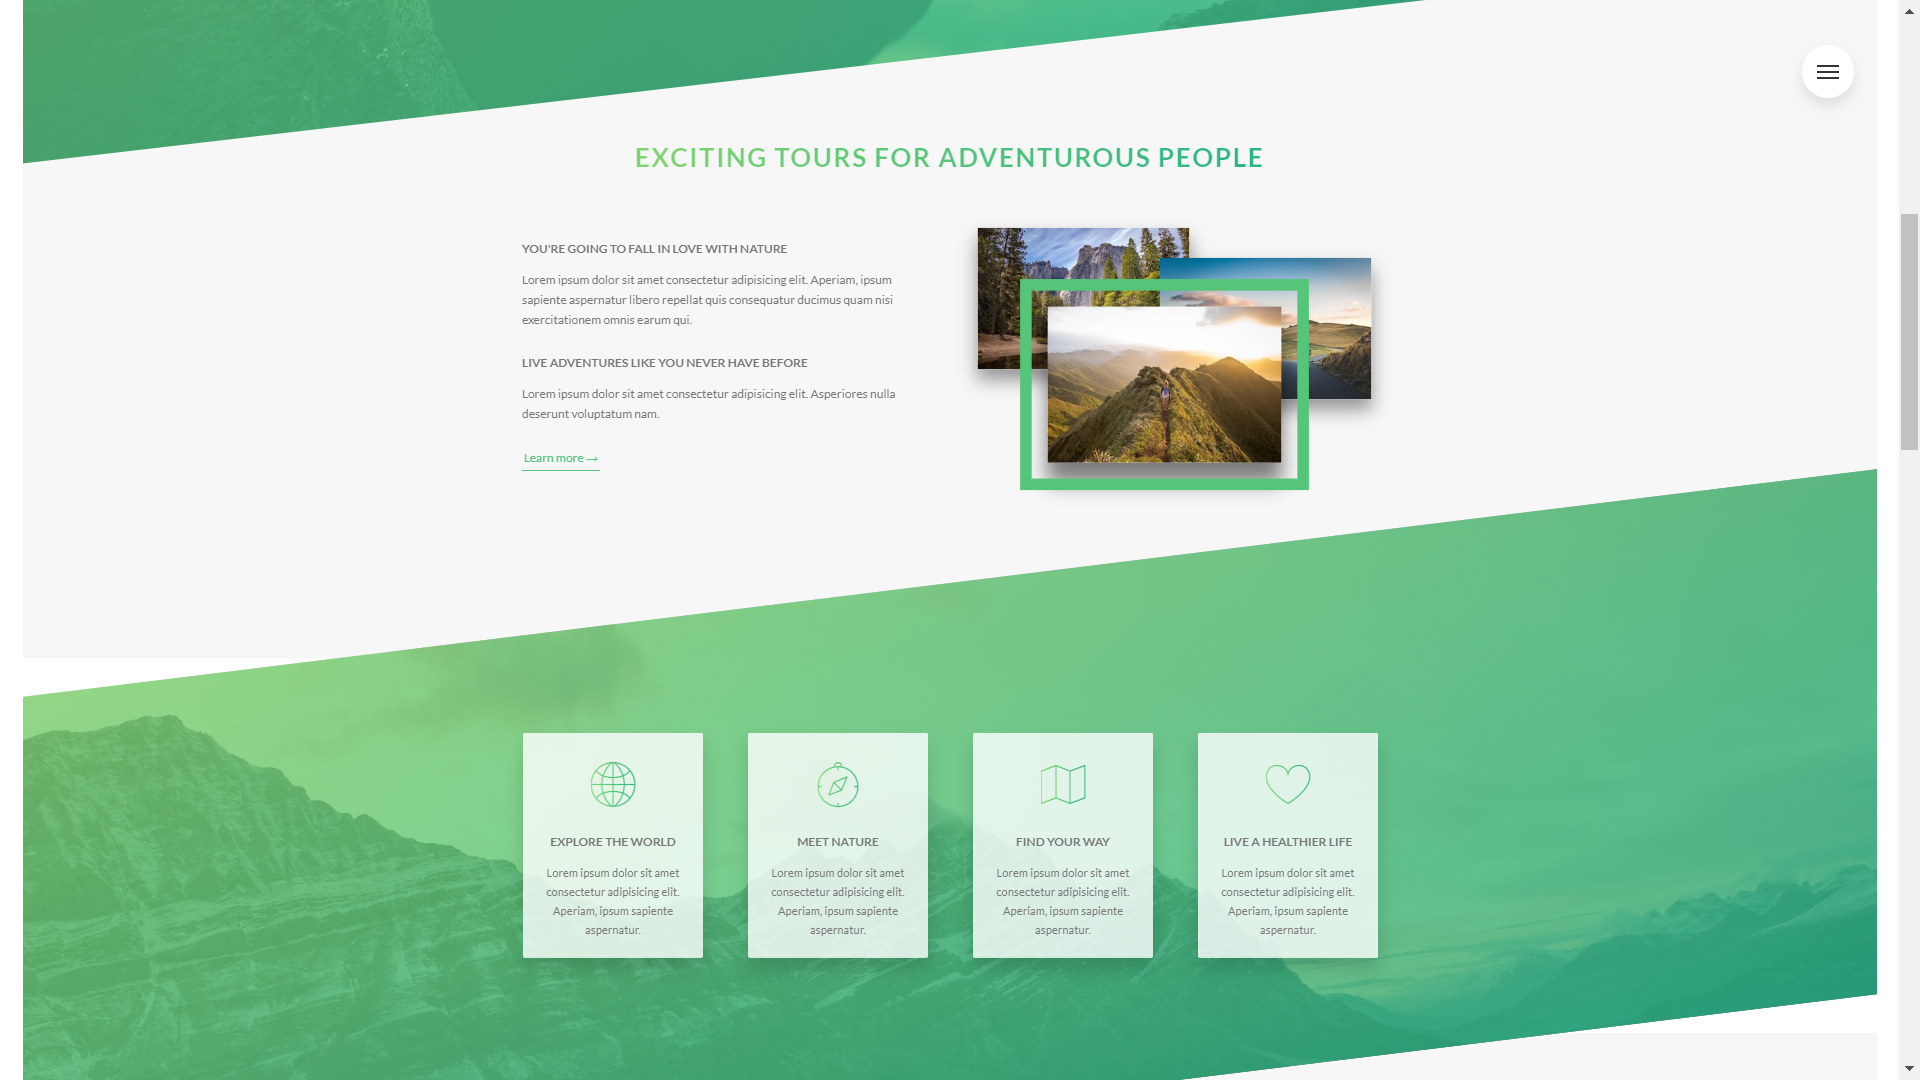 EXCITING TOURS FOR ADVENTUROUS PEOPLE
YOU'RE GOING TO FALL IN LOVE WITH NATURE
Lorem ipsum dolor sit amet consectetur adipisicing elit. Aperiam, ipsum
sapiente aspernatur libero repellat quis consequatur ducimus quam nisi
exercitationem omnis earum qui.
LIVE ADVENTURES LIKE YOU NEVER HAVE BEFORE
Lorem ipsum dolor sit amet consectetur adipisicing elit. Asperiores nulla
deserunt voluptatum nam.
Learn more →
EXPLORE THE WORLD
Lorem ipsum dolor sit amet
consectetur adipisicing elit.
Aperiam, ipsum sapiente
aspernatur.
MEET NATURE
Lorem ipsum dolor sit amet
consectetur adipisicing elit.
Aperiam, ipsum sapiente
aspernatur.
FIND YOUR WAY
Lorem ipsum dolor sit amet
consectetur adipisicing elit.
Aperiam, ipsum sapiente
aspernatur.
LIVE A HEALTHIER LIFE
Lorem ipsum dolor sit amet
consectetur adipisicing elit.
Aperiam, ipsum sapiente
aspernatur.